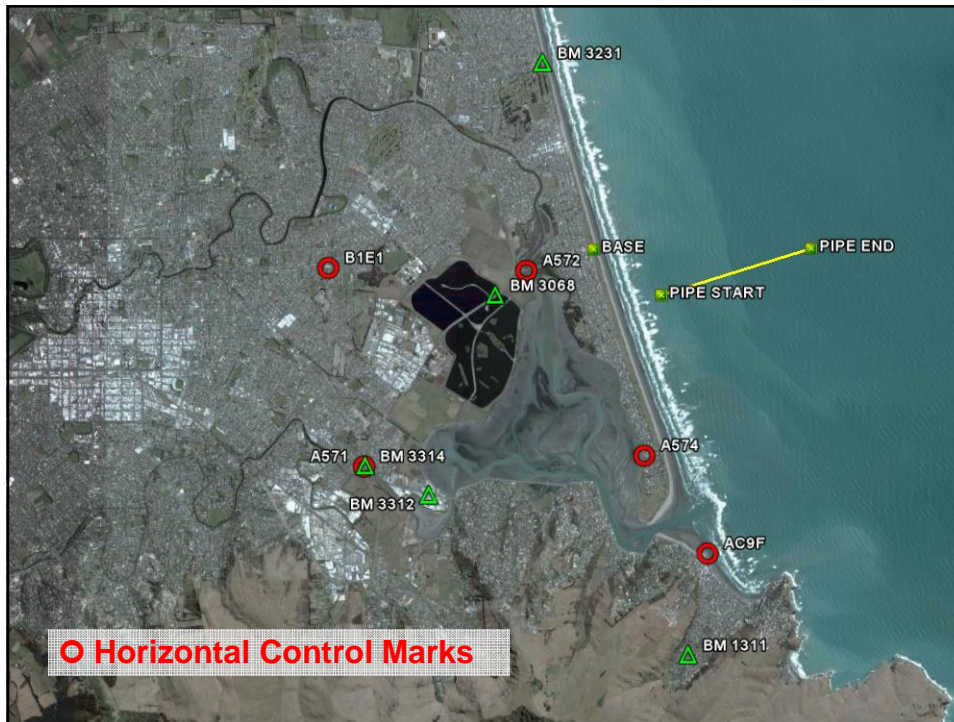 BM 3231
BASE
PIPE END
B1E1
A572
BM 3068
PIPE START
A574
A571
BM 3314
BM 3312
AC9F
Horizontal Control Marks
BM 1311